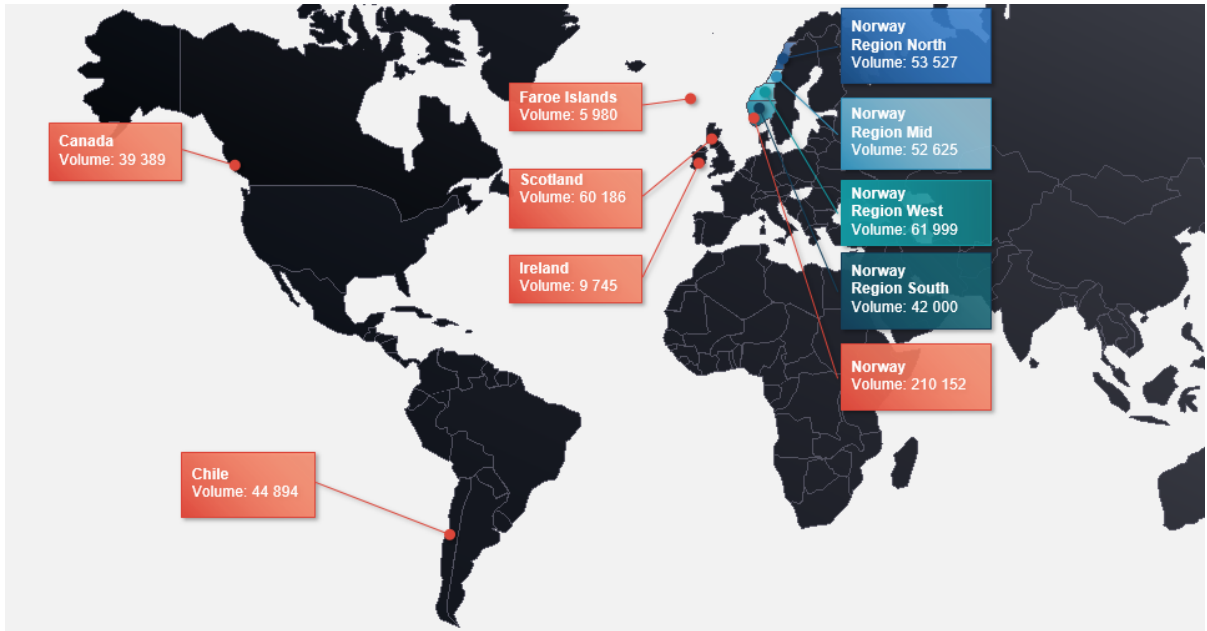 Norway
Region North
Volume: 53 527
Faroe Islands
Volume: 5 980
Norway
Region Mid
Volume: 52 625
Canada
Volume: 39 389
Scotland
Volume: 60 186
Norway
Region West
Volume: 61 999
Ireland
Volume: 9 745
Norway
Region South
Volume: 42 000
Norway
Volume: 210 152
Chile
Volume: 44 894